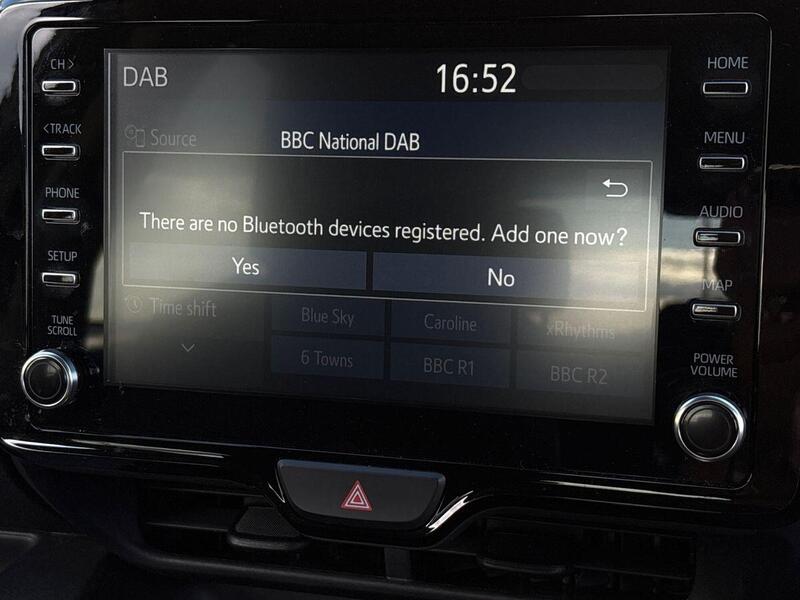 CH>
<TRACK
PHONE
SETUP
TUNE
SCROLL
DAB
16:52
Source
BBC National DAB
There are no Bluetooth devices registered. Add one now?
Yes
No
Time shift
Blue Sky
Caroline
xRhythms
6 Towns
BBC R1
BBC R2
HOME
MENU
AUDIO
MAP
POWER
VOLUME